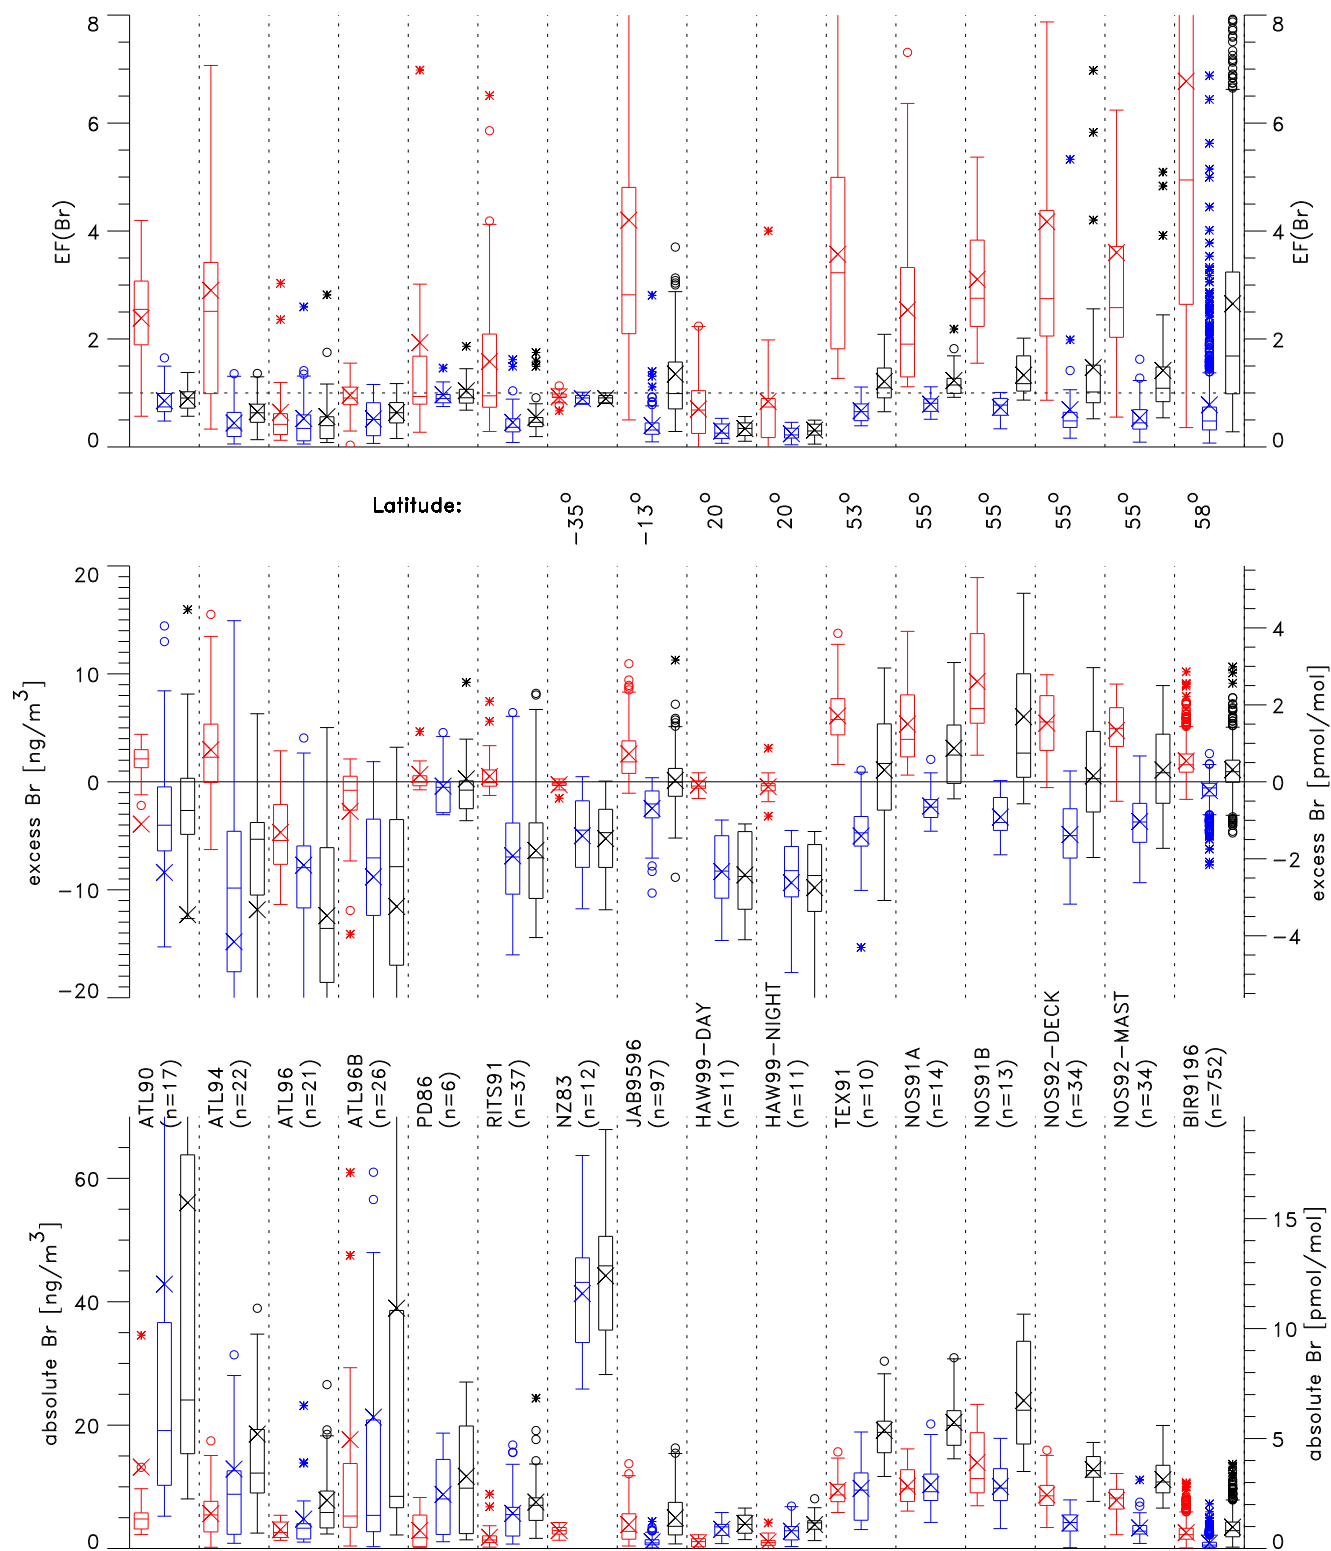 8
6
4
2
0
EF(Br)
8
6
4
2
0
EF(Br)
Latitude:
-35°
-13°
20°
20°
53°
55°
55°
55°
55°
58°
20
10
0
-10
-20
excess Br [ng/m³]
4
2
0
-2
-4
excess Br [pmol/mol]
ATL90
(n=17)
ATL94
(n=22)
ATL96
(n=21)
ATL96B
(n=26)
PD86
(n=6)
RITS91
(n=37)
NZ83
(n=12)
JAB9596
(n=97)
HAW99-DAY
(n=11)
HAW99-NIGHT
(n=11)
TEX91
(n=10)
NOS91A
(n=14)
NOS91B
(n=13)
NOS92-DECK
(n=34)
NOS92-MAST
(n=34)
BIR9196
(n=752)
60
40
20
0
absolute Br [ng/m³]
15
10
5
0
absolute Br [pmol/mol]